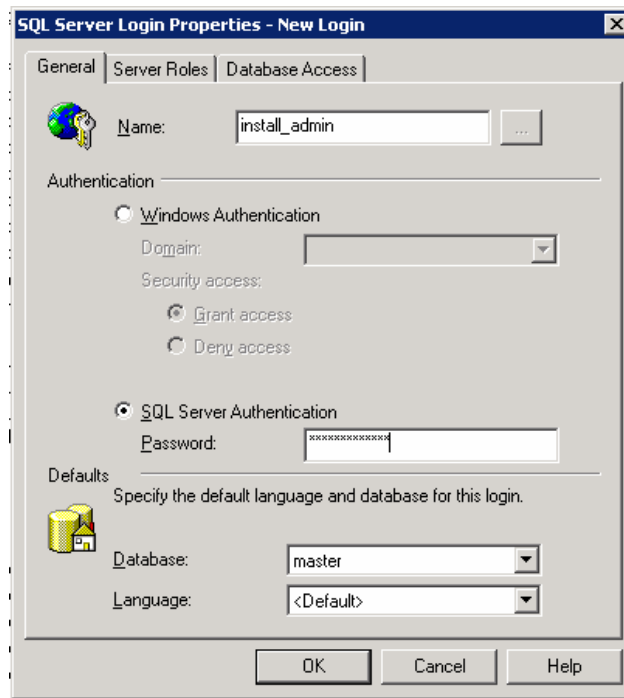 SQL Server Login Properties - New Login
General Server Roles Database Access
Name: install_admin ...
Authentication
Windows Authentication
Domain:
Security access:
Grant access
Deny access
SQL Server Authentication
Password: *************
Defaults
Specify the default language and database for this login.
Database: master
Language: <Default>
OK Cancel Help